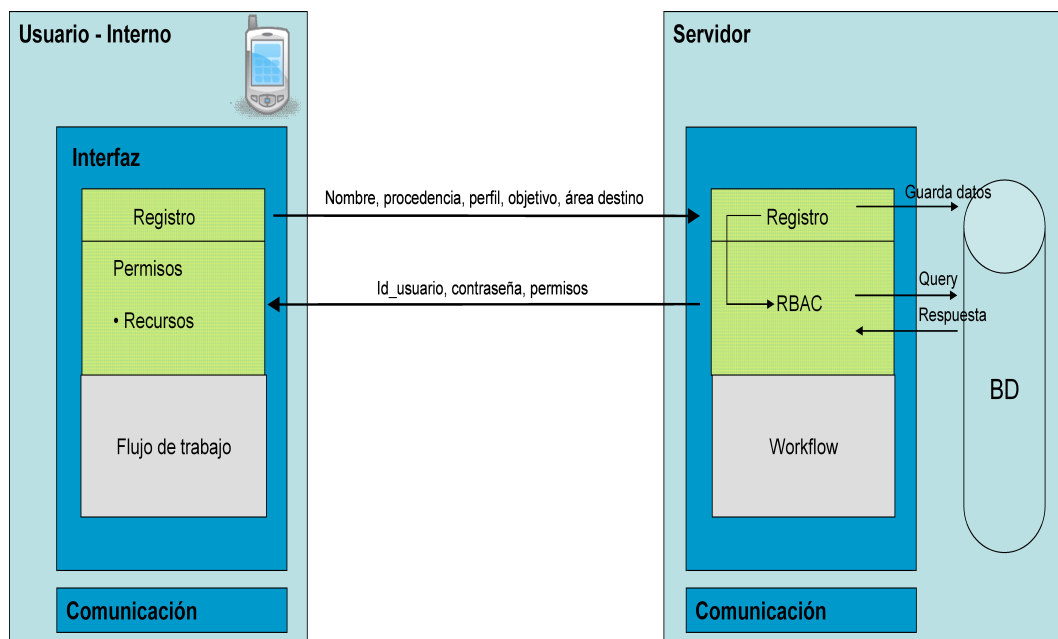 Usuario - Interno
Interfaz
Registro
Permisos
• Recursos
Flujo de trabajo
Comunicación
Nombre, procedencia, perfil, objetivo, área destino
Id_usuario, contraseña, permisos
Servidor
Registro
RBAC
Workflow
Comunicación
Guarda datos
Query
Respuesta
BD